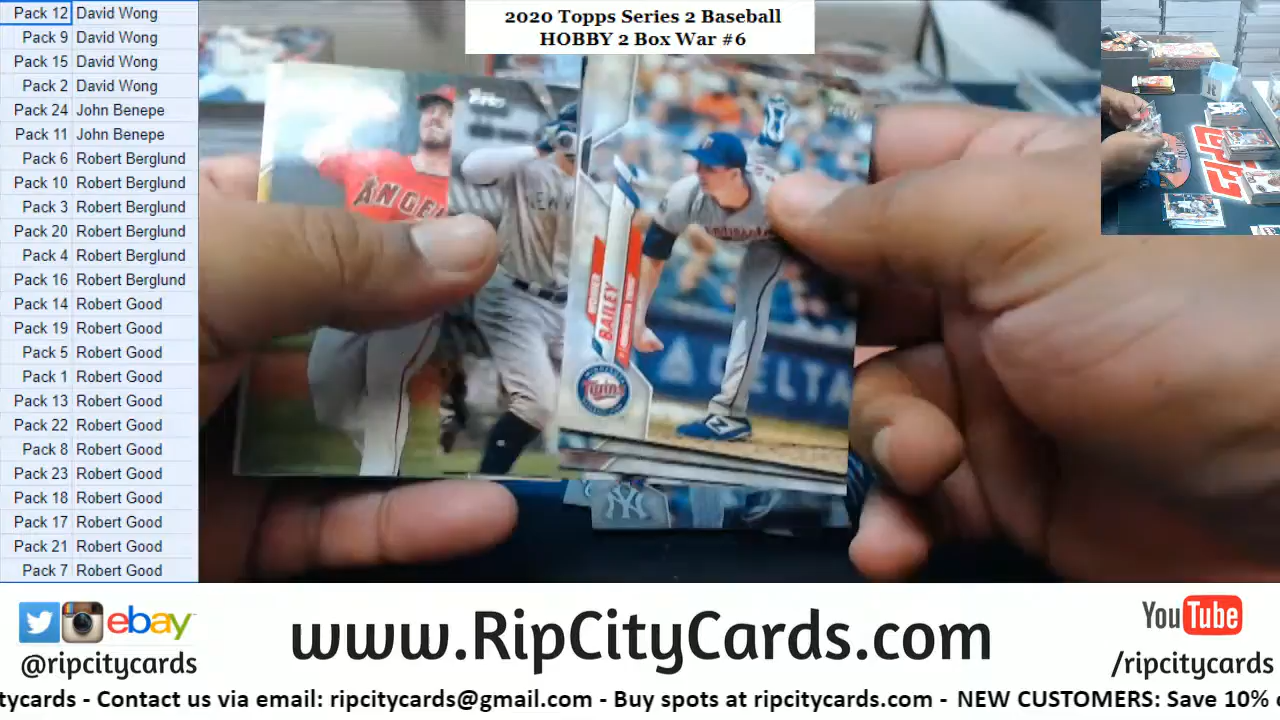 Pack 12 David Wong
Pack 9 David Wong
Pack 15 David Wong
Pack 2 David Wong
Pack 24 John Benepe
Pack 11 John Benepe
Pack 6 Robert Berglund
Pack 10 Robert Berglund
Pack 3 Robert Berglund
Pack 20 Robert Berglund
Pack 4 Robert Berglund
Pack 16 Robert Berglund
Pack 14 Robert Good
Pack 19 Robert Good
Pack 5 Robert Good
Pack 1 Robert Good
Pack 13 Robert Good
Pack 22 Robert Good
Pack 8 Robert Good
Pack 23 Robert Good
Pack 18 Robert Good
Pack 17 Robert Good
Pack 21 Robert Good
Pack 7 Robert Good
2020 Topps Series 2 Baseball
HOBBY 2 Box War #6
BAILEY
Twins
DELTA
topps
ebay
@ripcitycards
www.RipCityCards.com
YouTube
/ripcitycards
tycards - Contact us via email: ripcitycards@gmail.com - Buy spots at ripcitycards.com - NEW CUSTOMERS: Save 10%